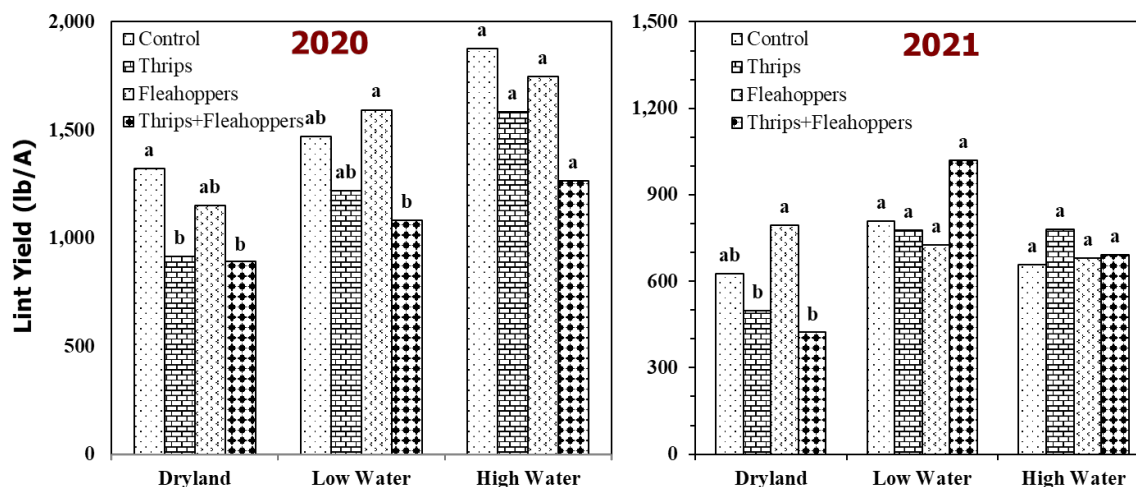 Lint Yield (lb/A)
2020
2,000
1,500
1,000
500
0
Control
Thrips
Fleahoppers
Thrips+Fleahoppers
a
b
ab
b
ab
ab
a
b
a
a
a
a
Dryland
Low Water
High Water
2021
1,500
1,200
900
600
300
0
Control
Thrips
Fleahoppers
Thrips+Fleahoppers
ab
b
a
b
a
a
a
a
a
a
a
a
Dryland
Low Water
High Water